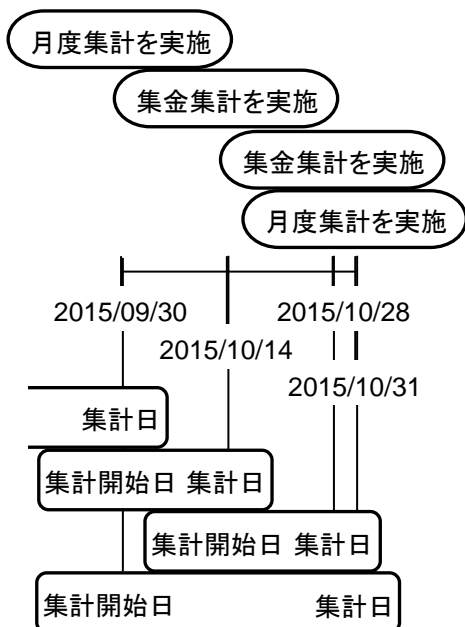 月度集計を実施
集金集計を実施
集金集計を実施
月度集計を実施
2015/09/30
2015/10/28
2015/10/14
2015/10/31
集計日
集計開始日 集計日
集計開始日 集計日
集計開始日 集計日